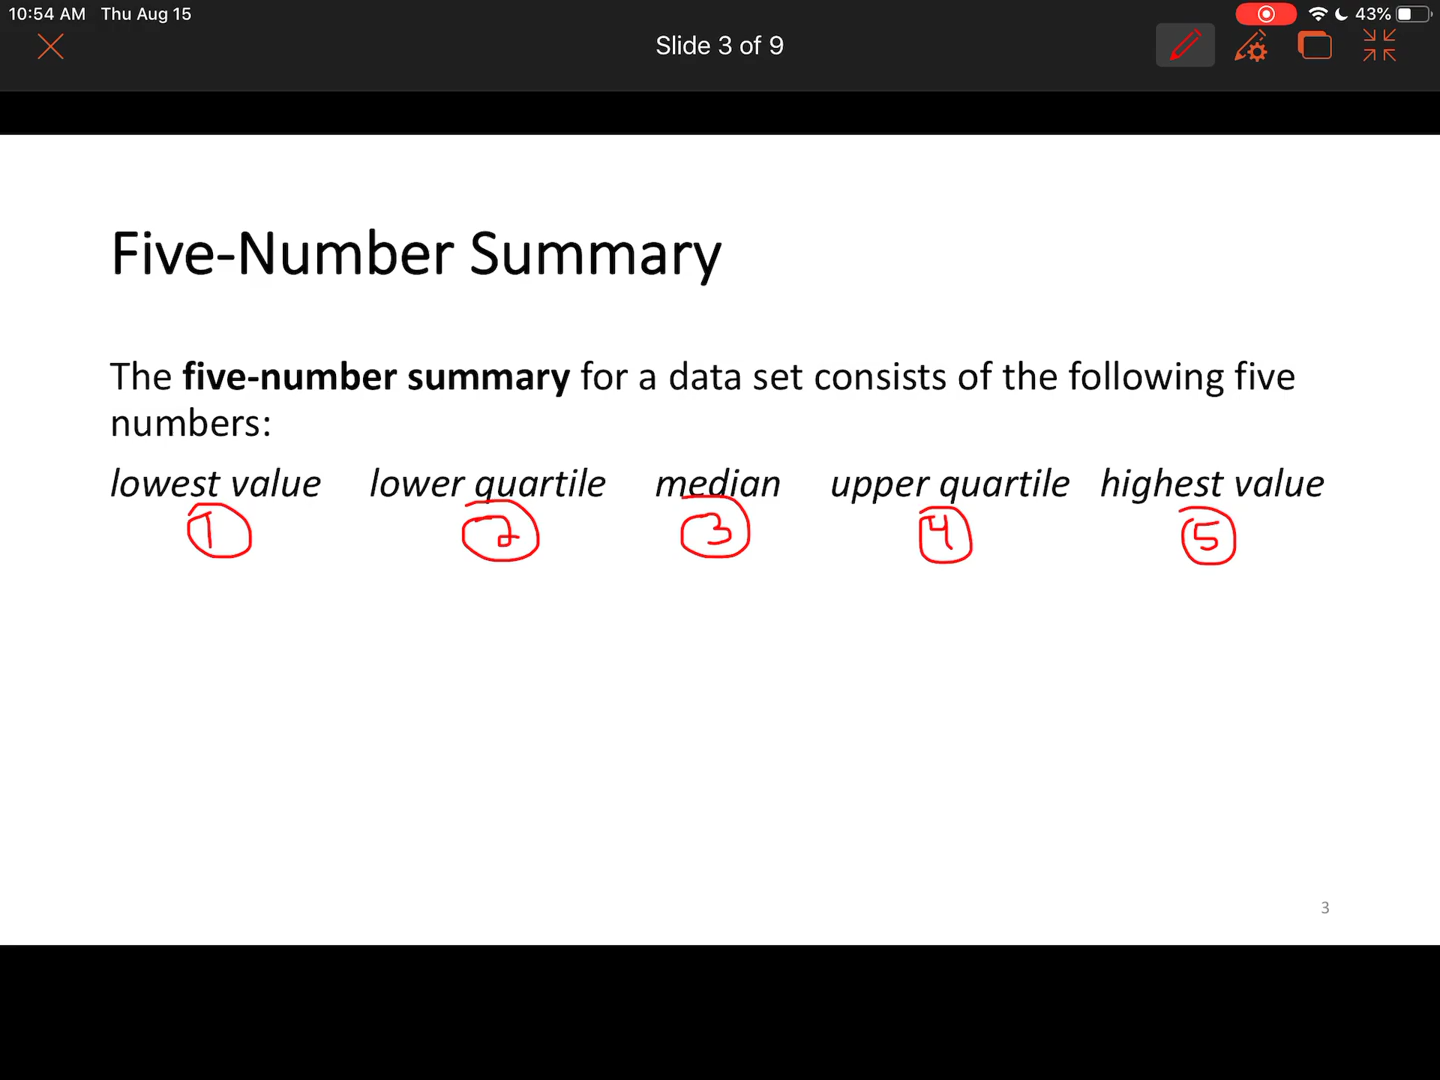 10:54 AM Thu Aug 15 43%
Slide 3 of 9
Five-Number Summary
The five-number summary for a data set consists of the following five
numbers:
lowest value lower quartile median upper quartile highest value
1 2 3 4 5
3